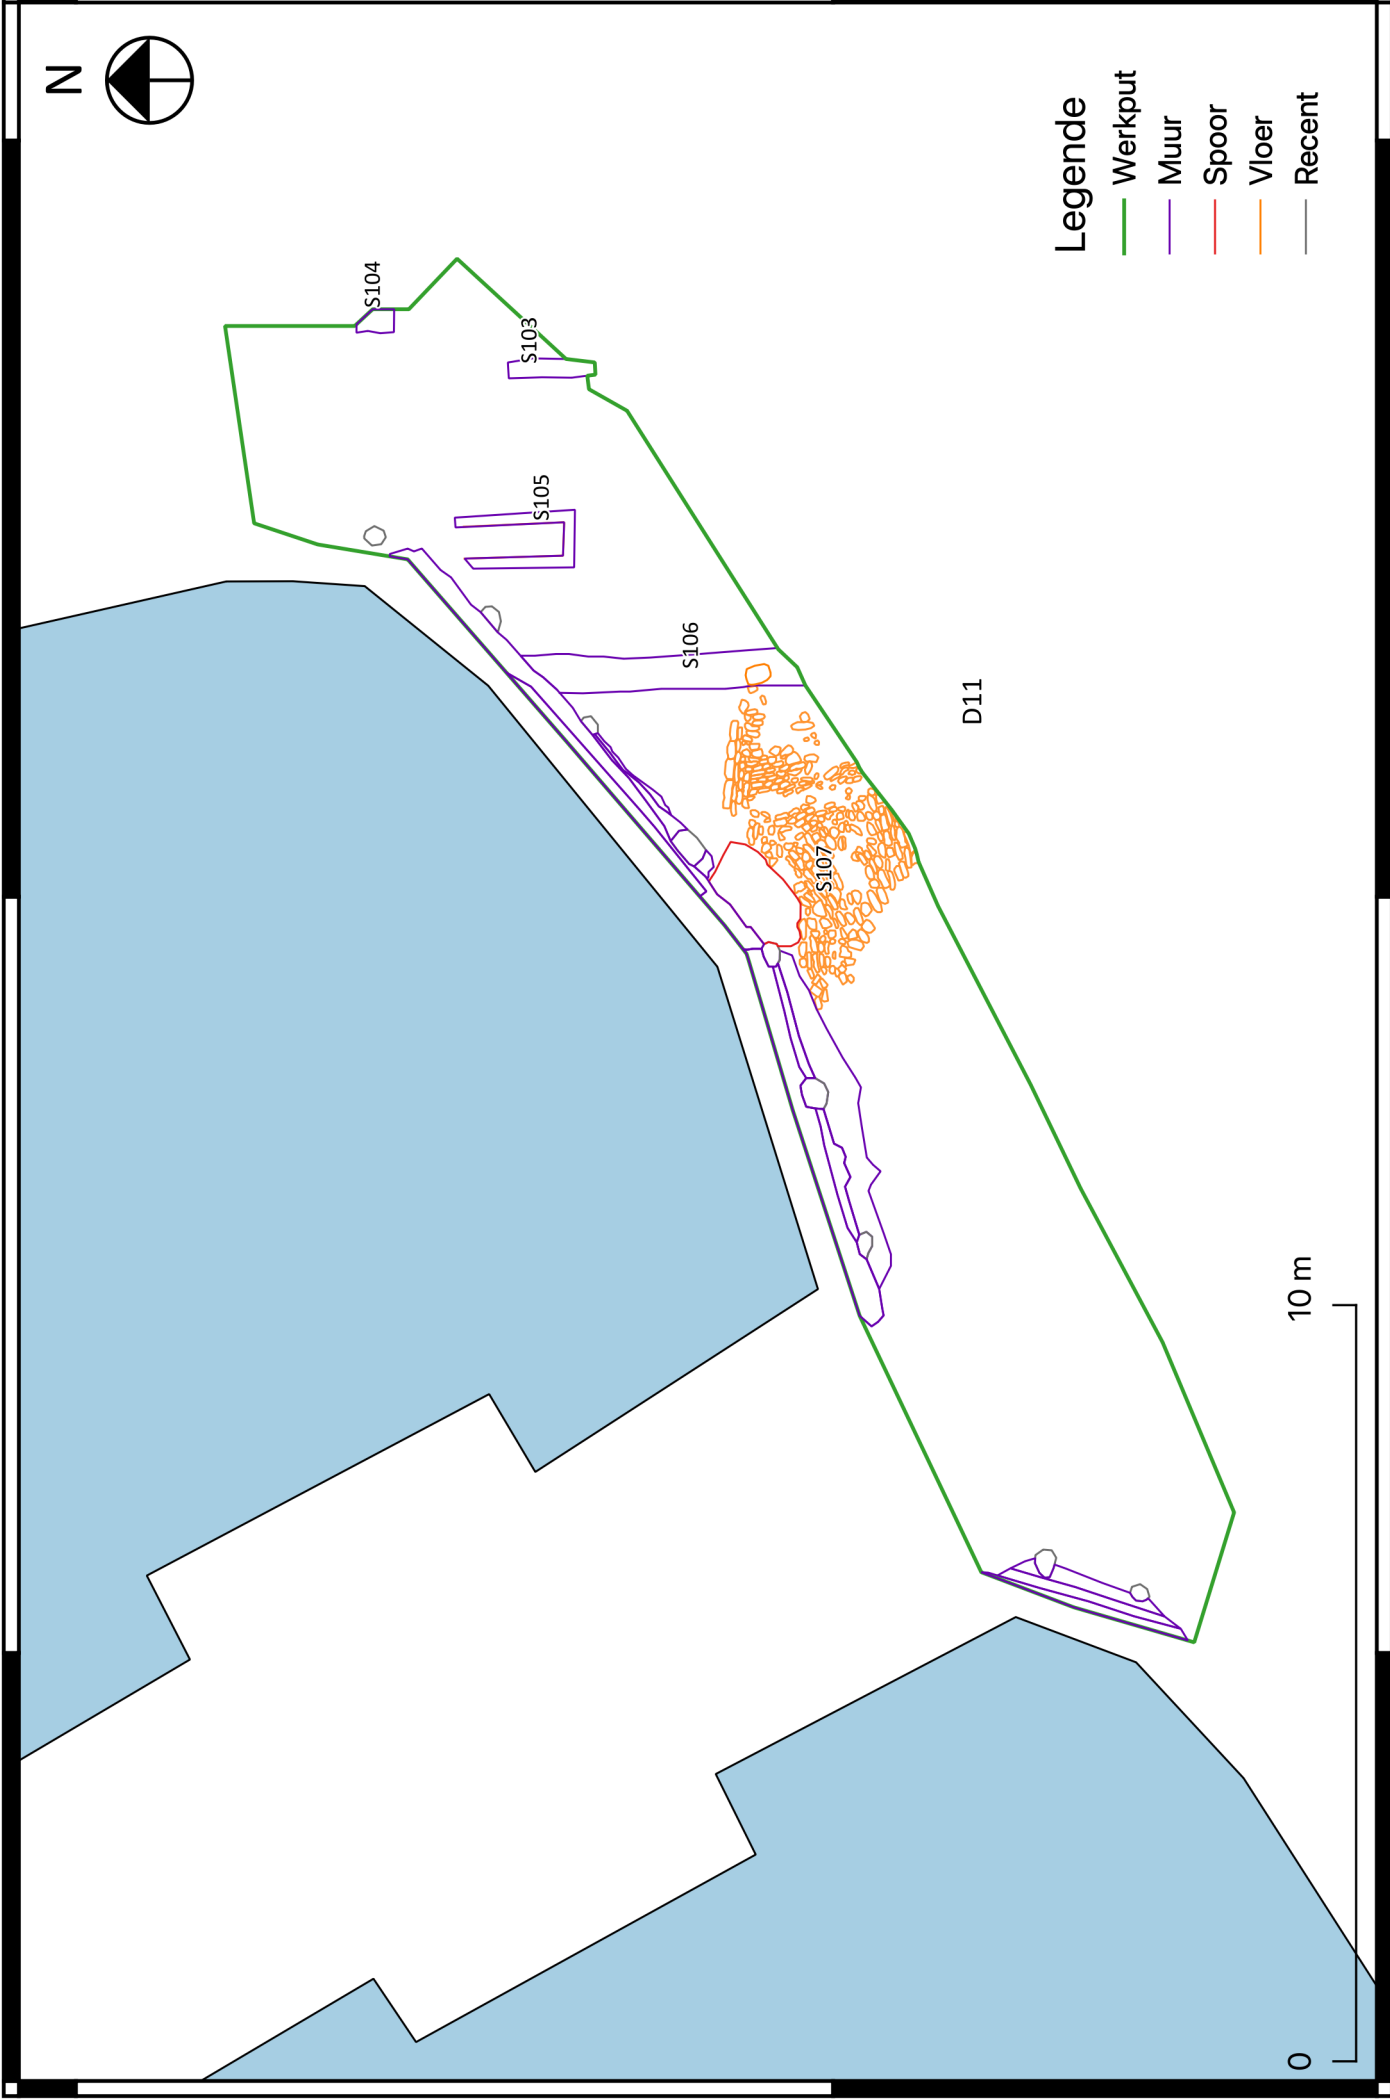 N
S104
S103
S105
S106
S107
D11
Legende
Werkput
Muur
Spoor
Vloer
Recent
0
10 m